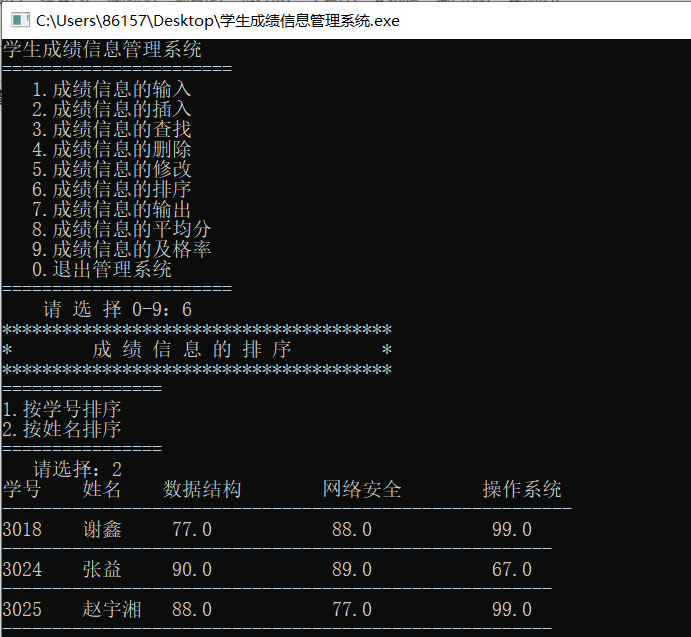 C:\Users\86157\Desktop\学生成绩信息管理系统.exe
学生成绩信息管理系统
=======================
1.成绩信息的输入
2.成绩信息的插入
3.成绩信息的查找
4.成绩信息的删除
5.成绩信息的修改
6.成绩信息的排序
7.成绩信息的输出
8.成绩信息的平均分
9.成绩信息的及格率
0.退出管理系统
=======================
请 选 择 0-9: 6
***************************************
* 成 绩 信 息 的 排 序 *
***************************************
================
1.按学号排序
2.按姓名排序
================
请选择: 2
学号 姓名 数据结构 网络安全 操作系统
---------------------------------------------------------
3018 谢鑫 77.0 88.0 99.0
-------------------------------------------------------
3024 张益 90.0 89.0 67.0
-------------------------------------------------------
3025 赵宇湘 88.0 77.0 99.0
-------------------------------------------------------